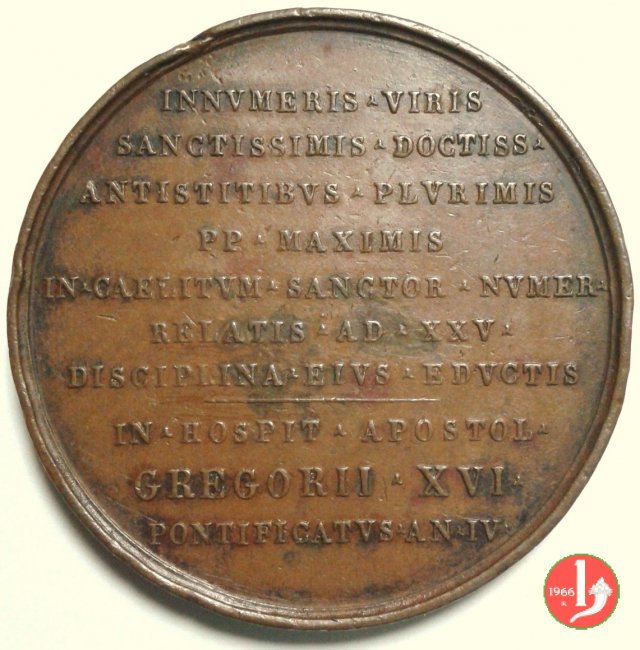 INNVMERIS▴VIRIS
SANCTISSIMIS▴DOCTISS▴
ANTISTITIBVS▴PLVRIMIS
PP▴MAXIMIS
IN▴CAELITVM▴SANCTOR▴NVMER▴
RELATIS▴AD▴XXV▴
DISCIPLINA▴EIVS▴EDVCTIS
IN▴HOSPIT▴APOSTOL▴
GREGORII▴XVI▴
PONTIFICATVS▴AN▴IV▴
1966